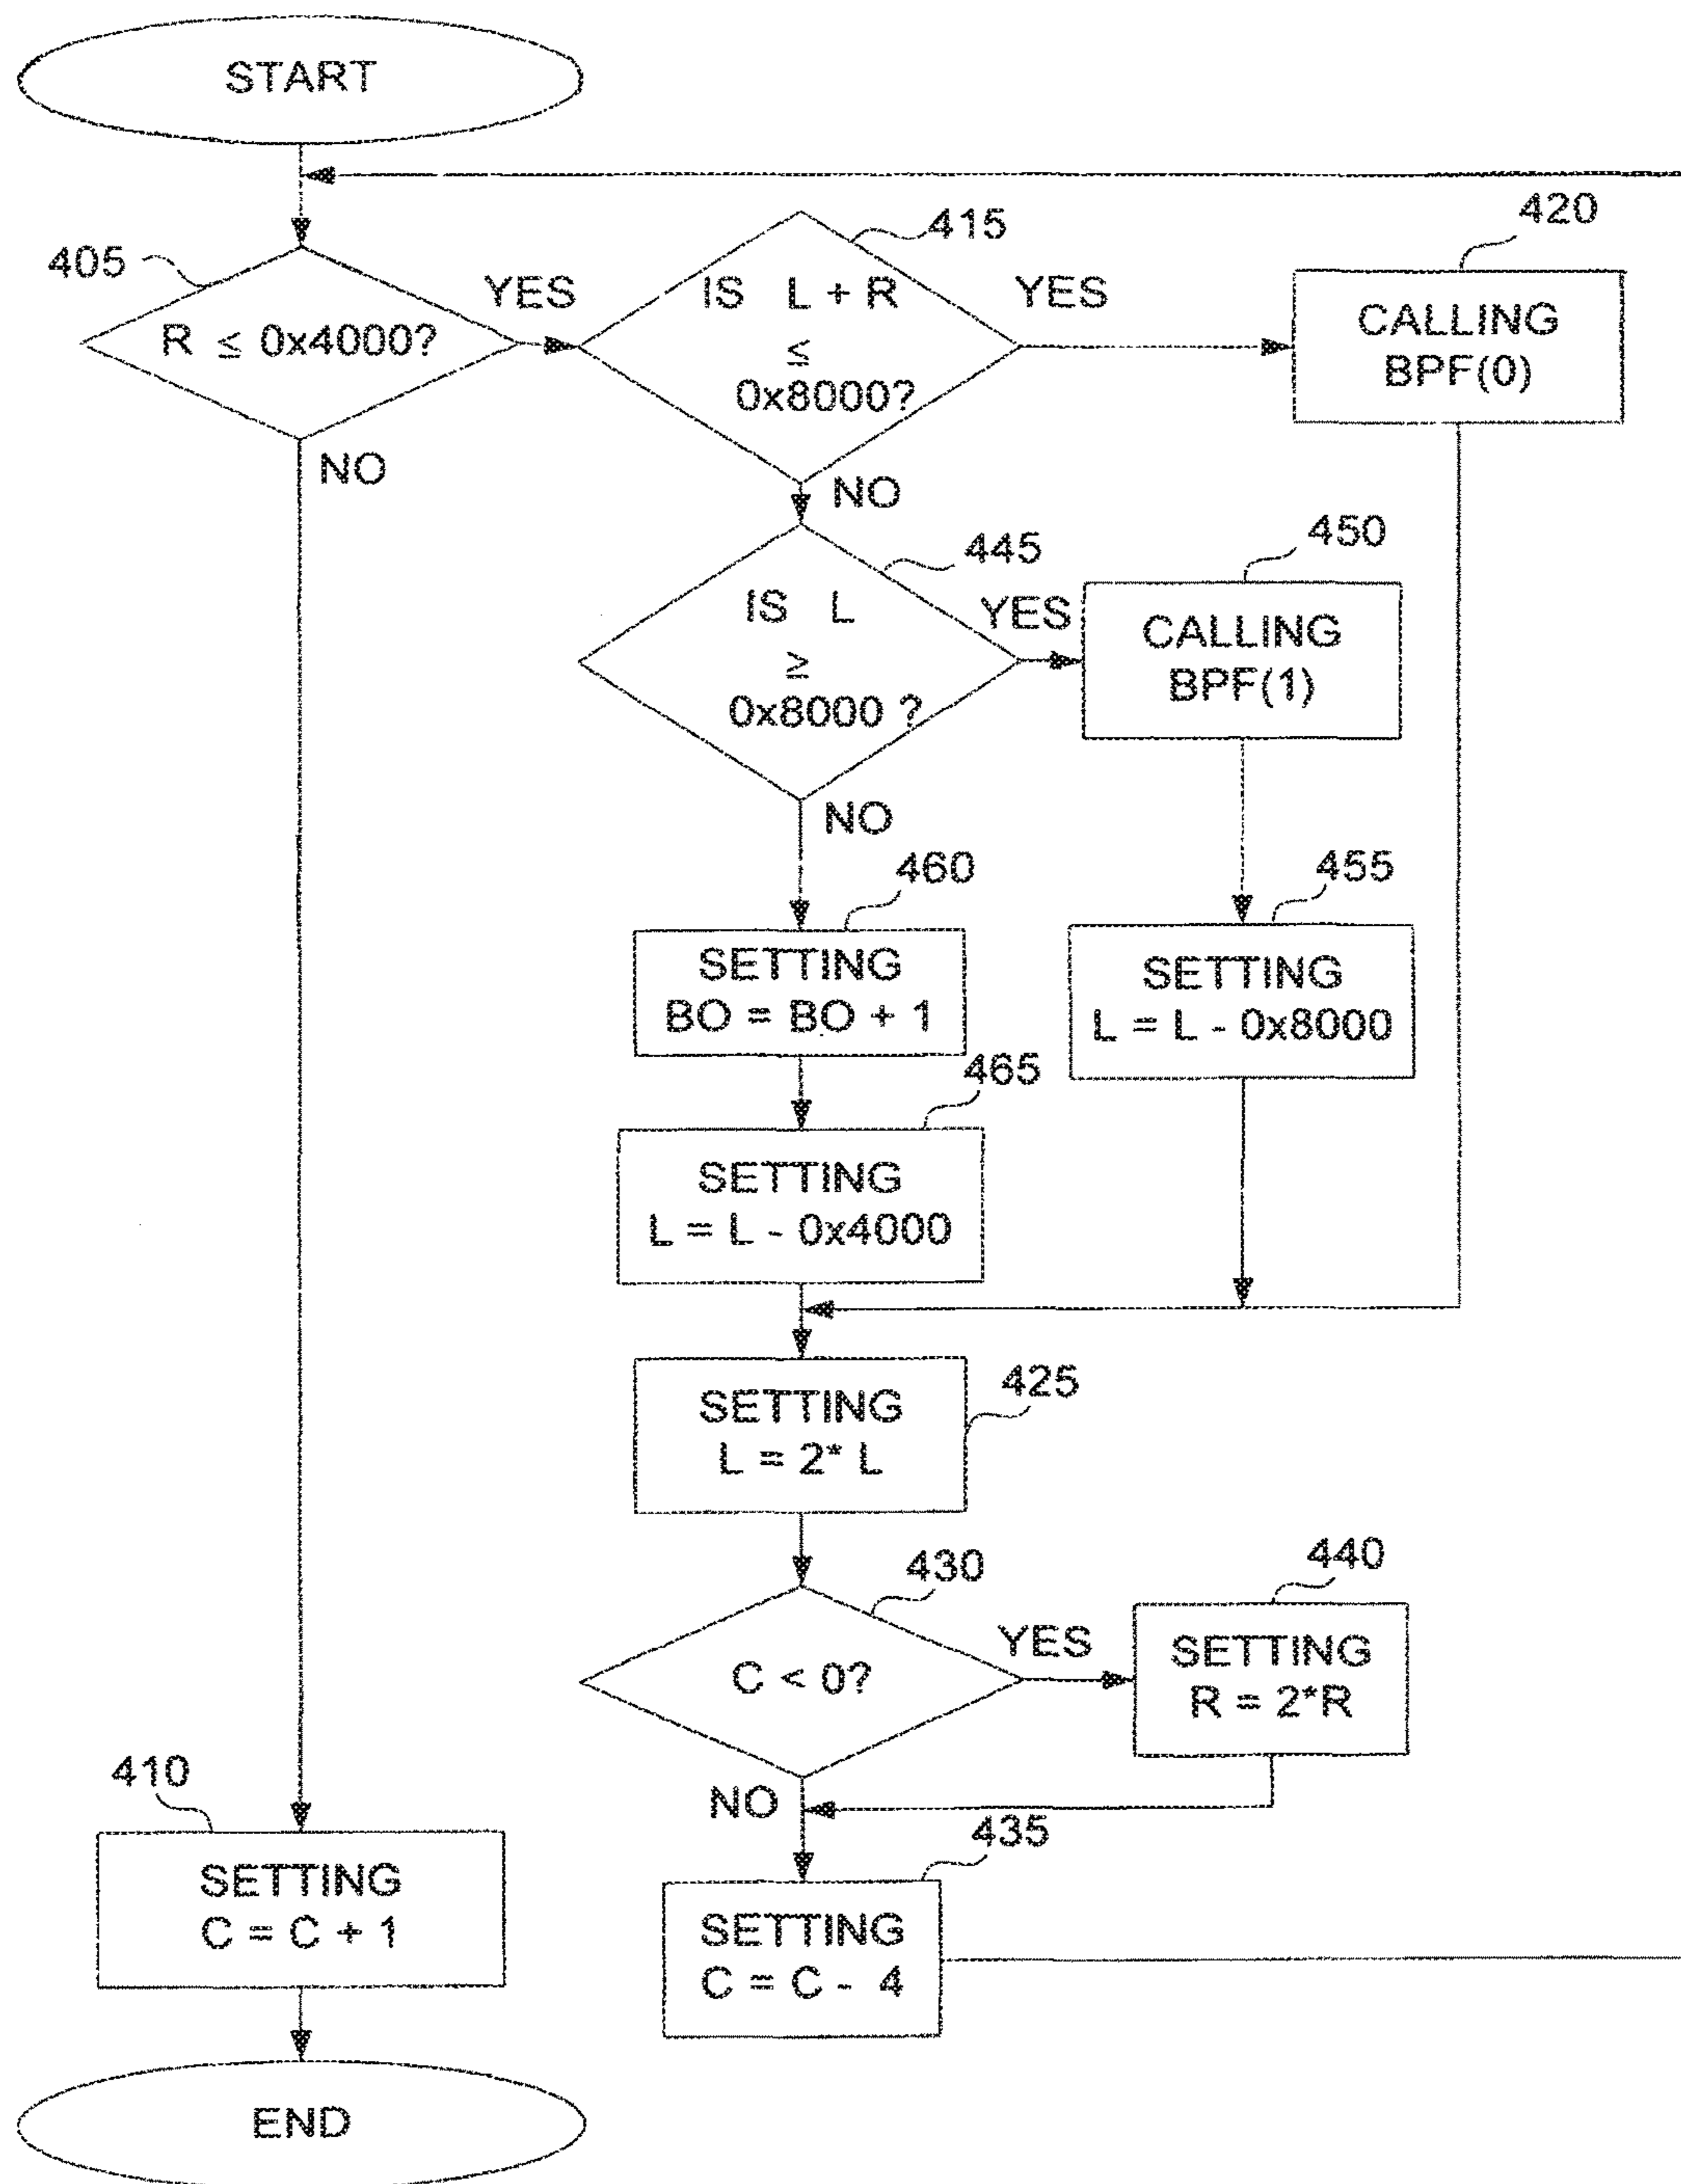 START
405
R ≤ 0x4000?
YES
NO
415
IS L + R
≤
0x8000?
YES
NO
420
CALLING
BPF(0)
445
IS L
≥
0x8000 ?
YES
NO
450
CALLING
BPF(1)
455
SETTING
L = L - 0x8000
460
SETTING
BO = BO + 1
465
SETTING
L = L - 0x4000
425
SETTING
L = 2* L
430
C < 0?
YES
NO
440
SETTING
R = 2*R
435
SETTING
C = C - 4
410
SETTING
C = C + 1
END